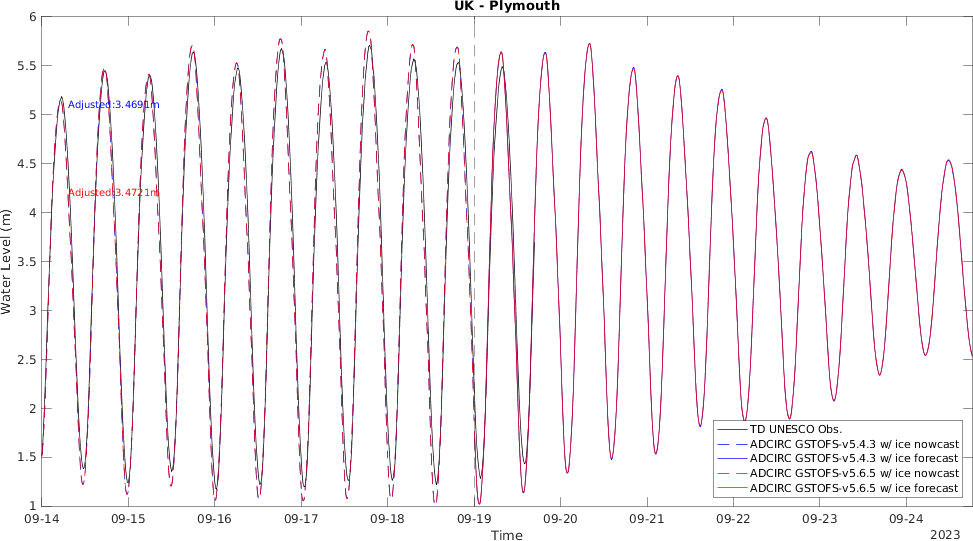 UK - Plymouth
6
5.5
5
4.5
4
3.5
3
2.5
2
1.5
1
Water Level (m)
Adjusted:3.4691m
Adjusted:3.4721m
TD UNESCO Obs.
ADCIRC GSTOFS-v5.4.3 w/ ice nowcast
ADCIRC GSTOFS-v5.4.3 w/ ice forecast
ADCIRC GSTOFS-v5.6.5 w/ ice nowcast
ADCIRC GSTOFS-v5.6.5 w/ ice forecast
09-14 09-15 09-16 09-17 09-18 09-19 09-20 09-21 09-22 09-23 09-24
Time
2023